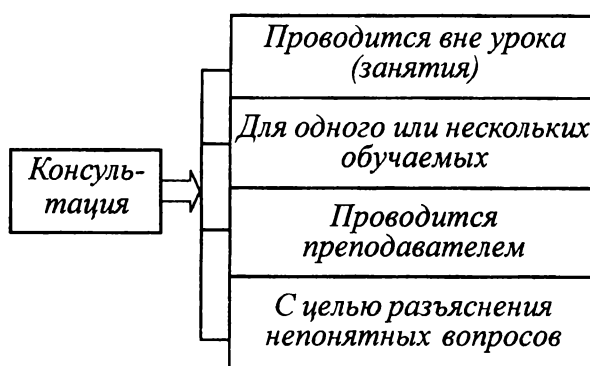 Консуль-
тация
Проводится вне урока
(занятия)
Для одного или нескольких
обучаемых
Проводится
преподавателем
С целью разъяснения
непонятных вопросов